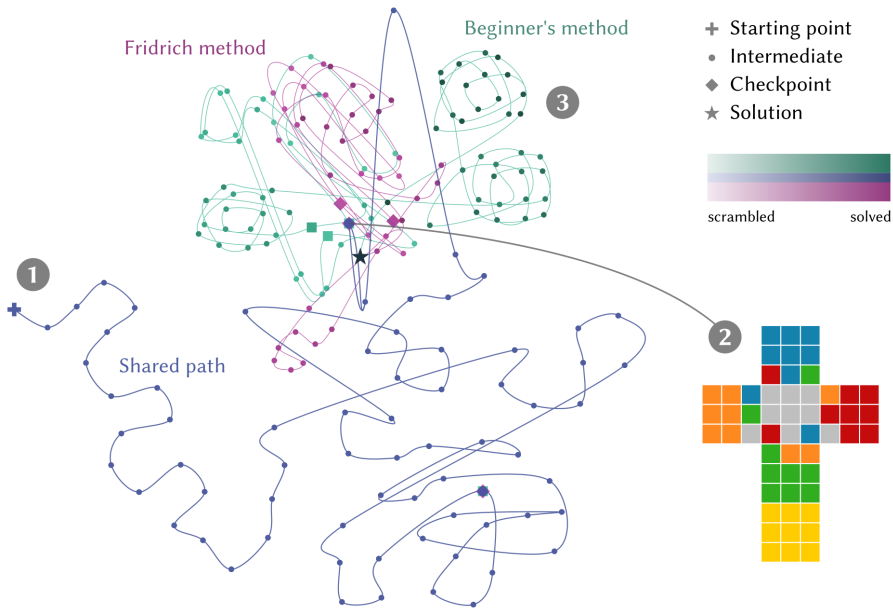 Fridrich method
Beginner's method
Starting point
Intermediate
Checkpoint
Solution
3
scrambled
solved
1
2
Shared path